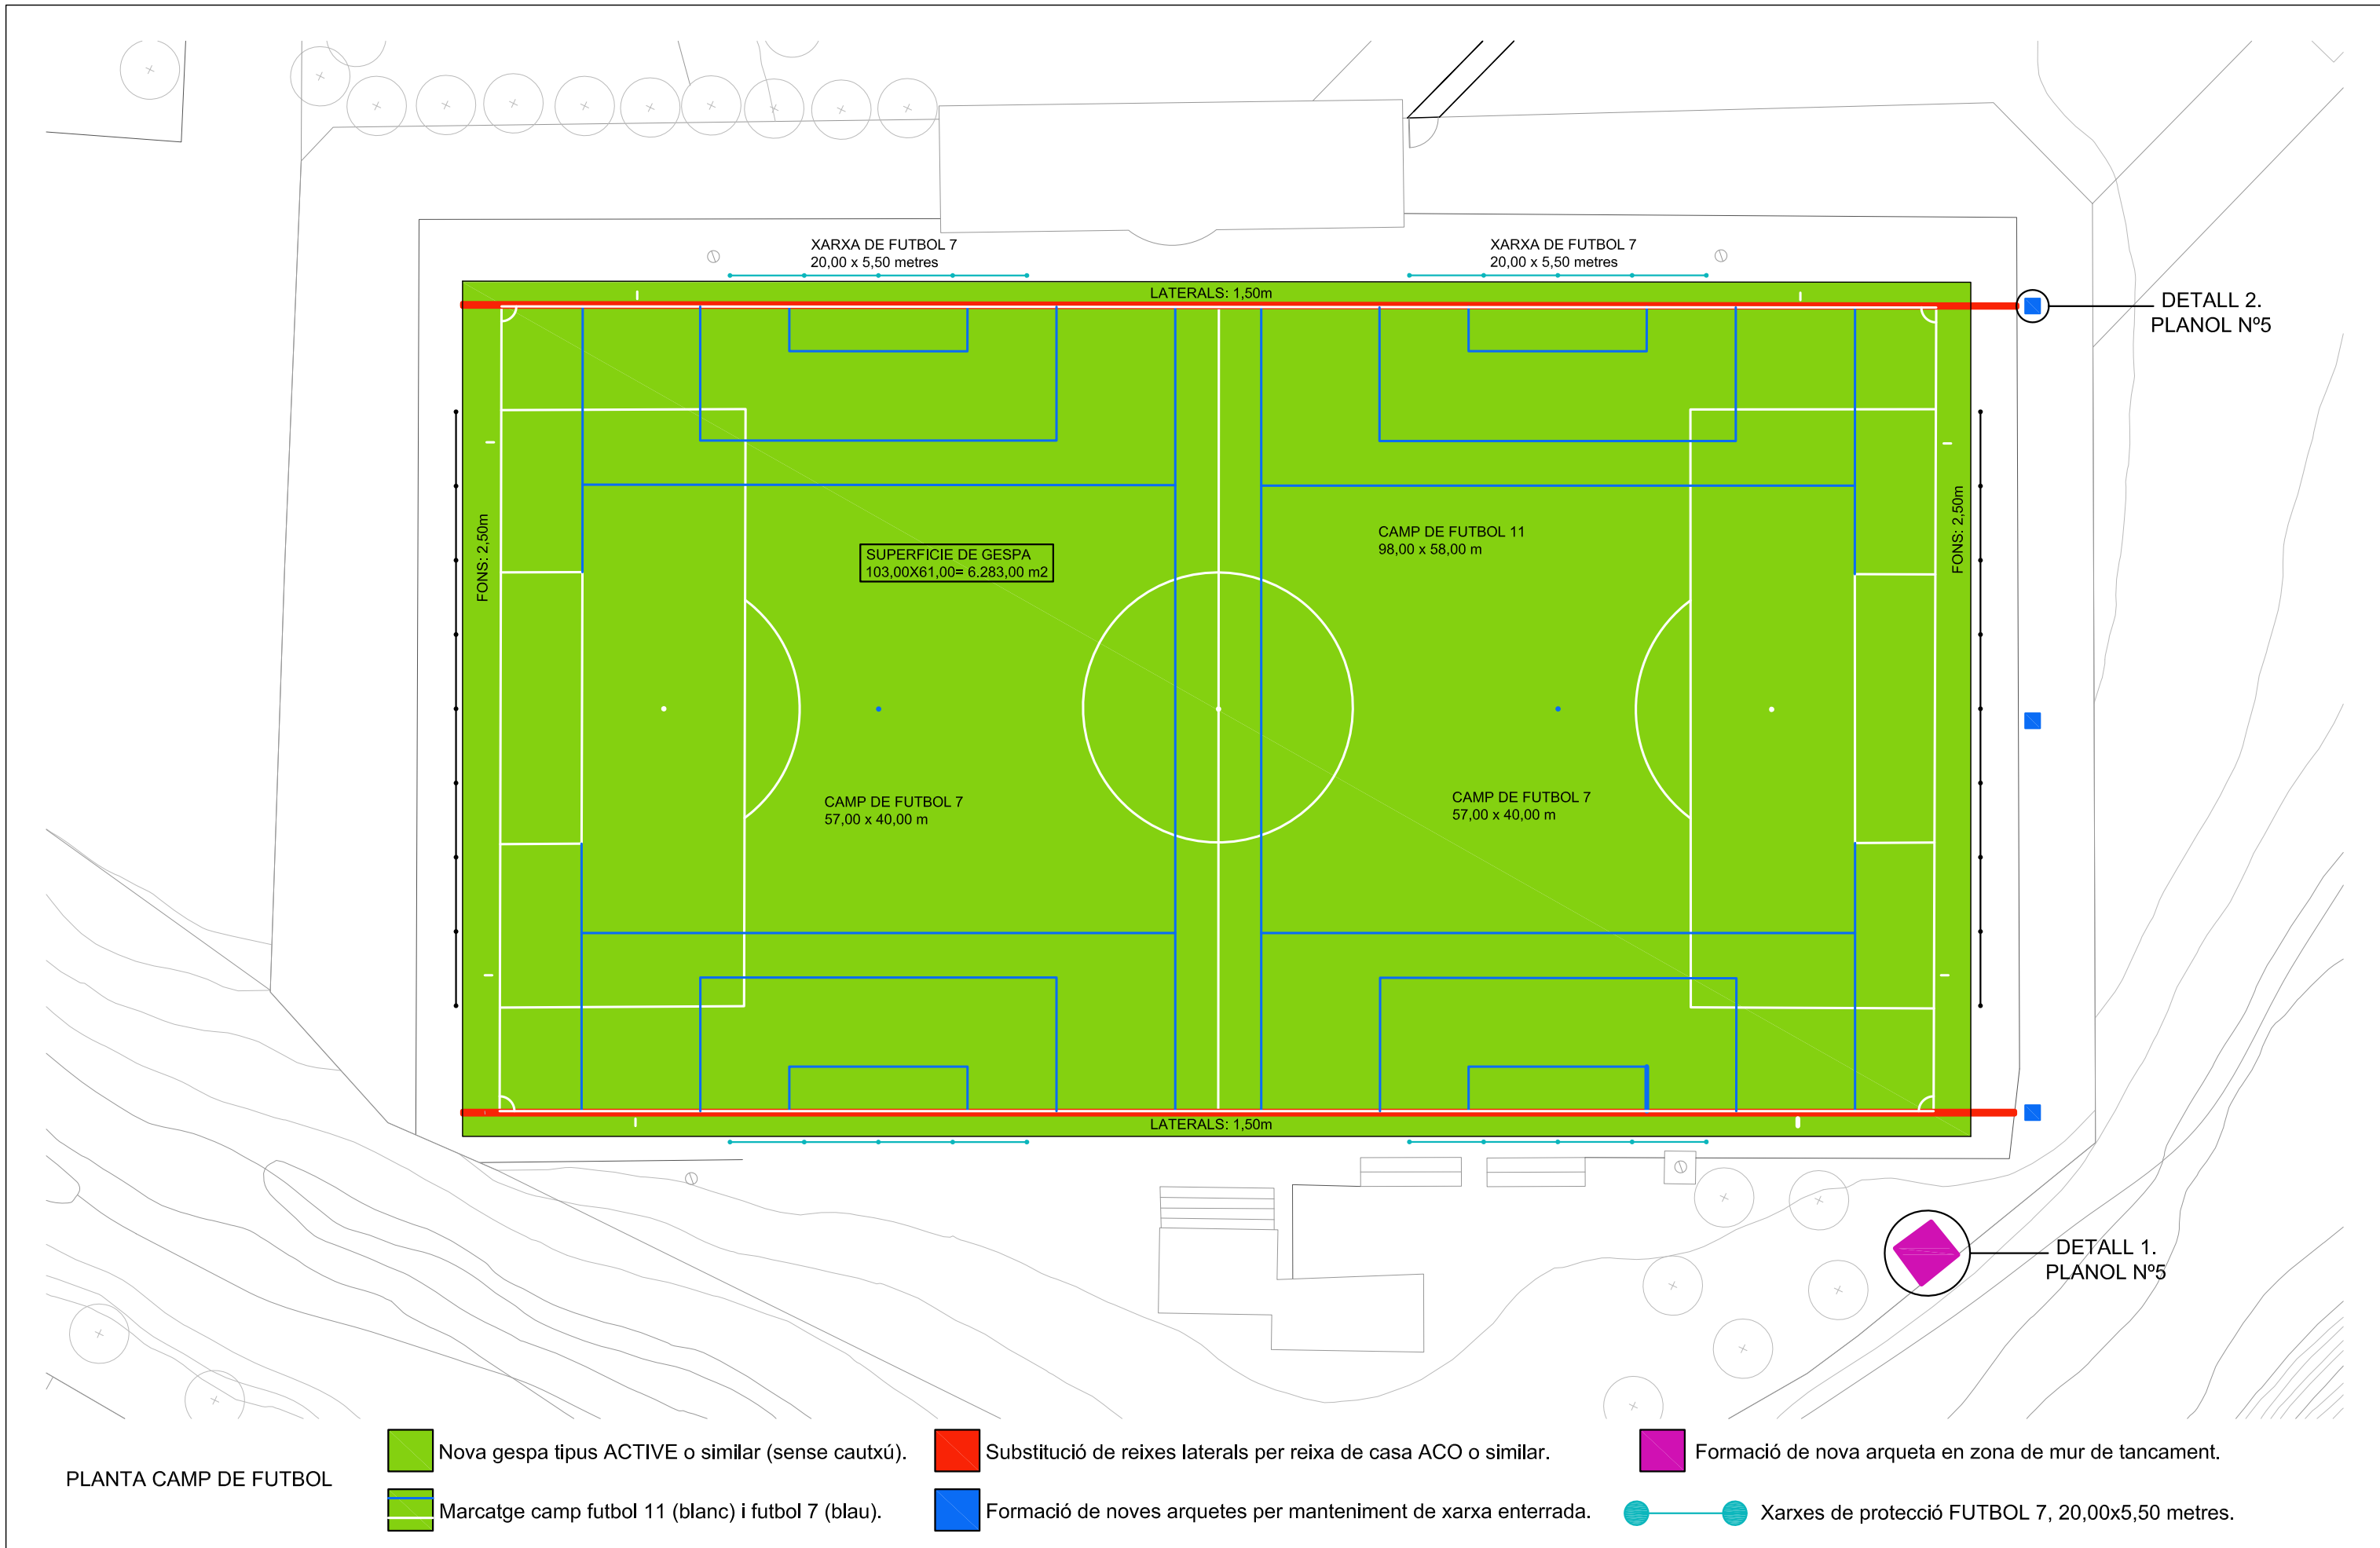 XARXA DE FUTBOL 7
20,00 x 5,50 metres
XARXA DE FUTBOL 7
20,00 x 5,50 metres
LATERALS: 1,50m
DETALL 2.
PLANOL Nº5
FONS: 2,50m
SUPERFICIE DE GESPA
103,00X61,00= 6.283,00 m2
CAMP DE FUTBOL 11
98,00 x 58,00 m
FONS: 2,50m
CAMP DE FUTBOL 7
57,00 x 40,00 m
CAMP DE FUTBOL 7
57,00 x 40,00 m
LATERALS: 1,50m
DETALL 1.
PLANOL Nº5
PLANTA CAMP DE FUTBOL
Nova gespa tipus ACTIVE o similar (sense cautxú).
Substitució de reixes laterals per reixa de casa ACO o similar.
Formació de nova arqueta en zona de mur de tancament.
Marcatge camp futbol 11 (blanc) i futbol 7 (blau).
Formació de noves arquetes per manteniment de xarxa enterrada.
Xarxes de protecció FUTBOL 7, 20,00x5,50 metres.